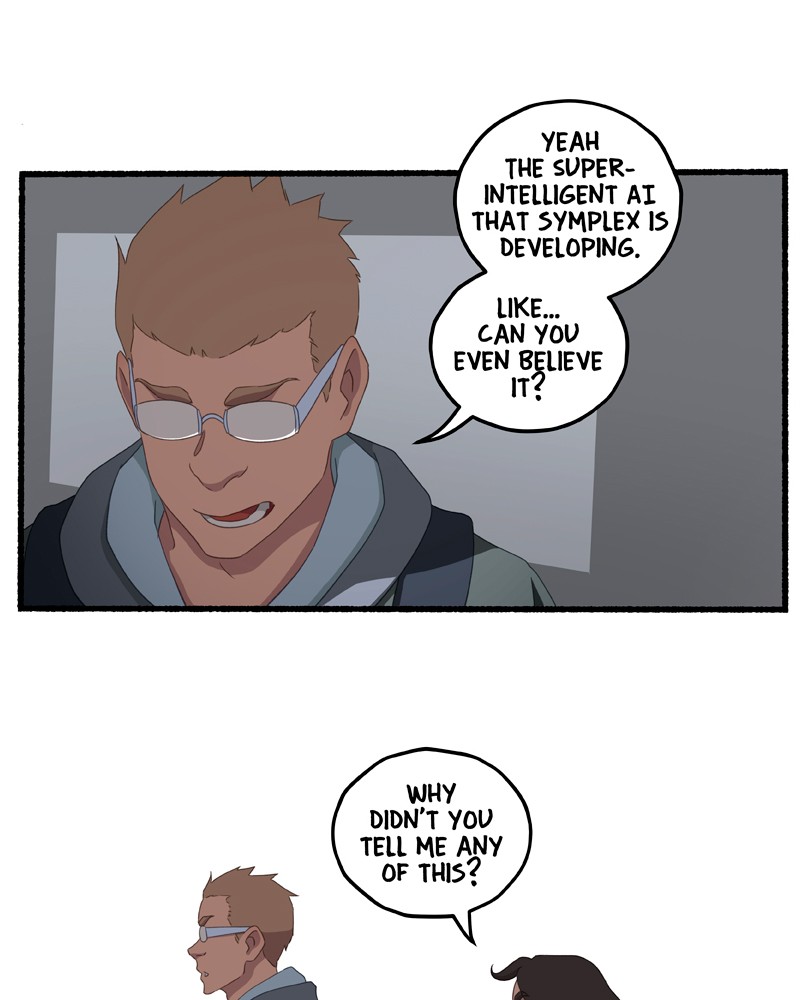 YEAH
THE SUPER-
INTELLIGENT AI
THAT SYMPLEX IS
DEVELOPING.
LIKE...
CAN YOU
EVEN BELIEVE
IT?
WHY
DIDN'T YOU
TELL ME ANY
OF THIS?